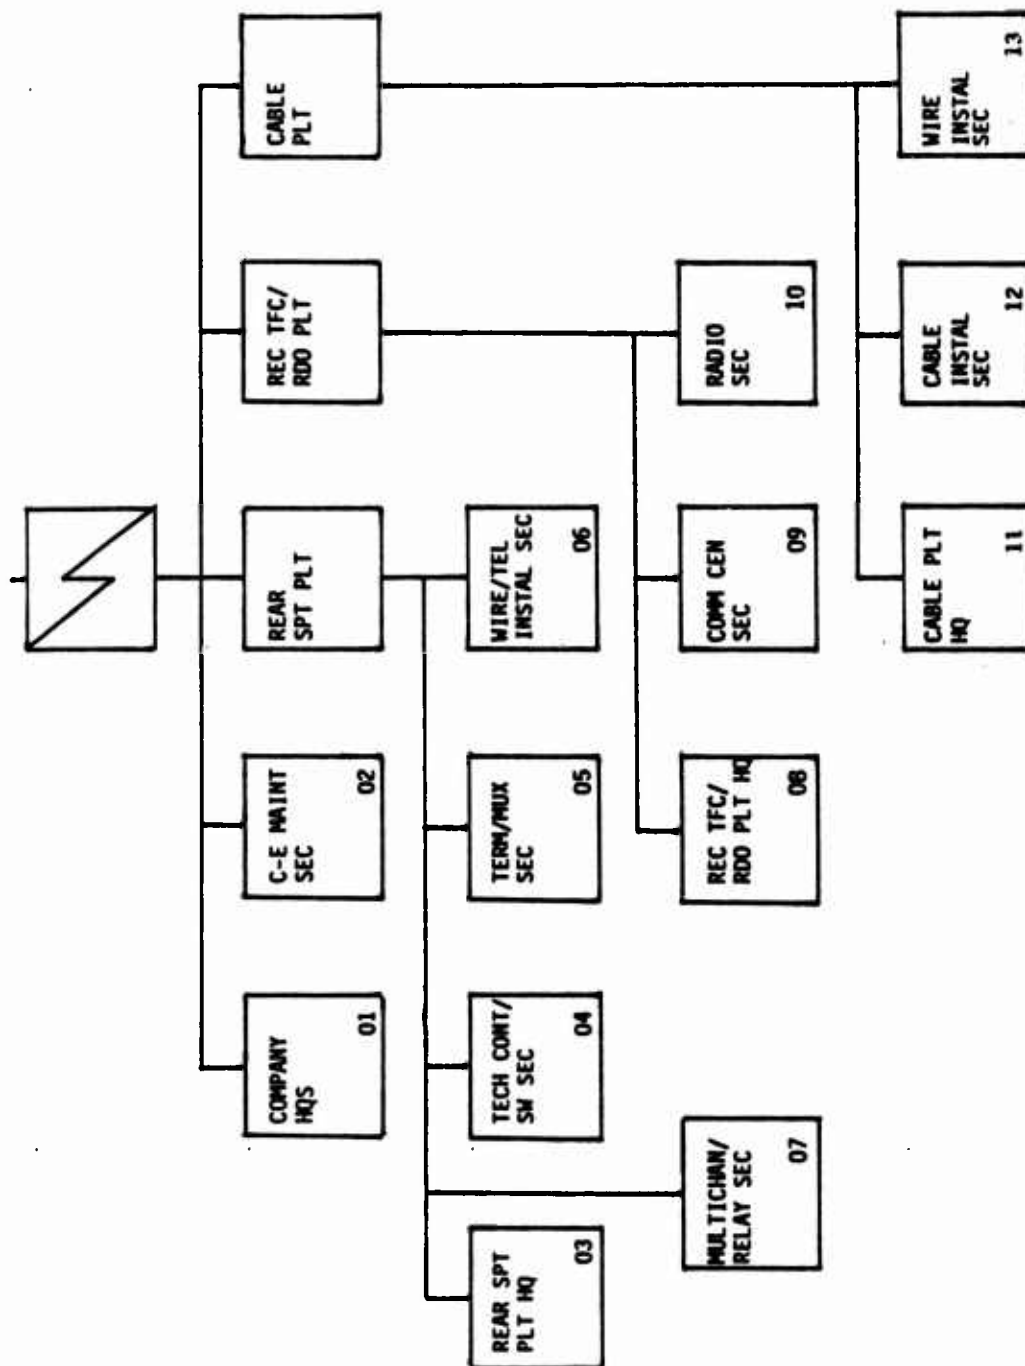 COMPANY
HQS
01
C-E MAINT
SEC
02
REAR
SPT PLT
REC TFC/
RDO PLT
CABLE
PLT
REAR SPT
PLT HQ
03
TECH CONT/
SW SEC
04
TERM/MUX
SEC
05
WIRE/TEL
INSTAL SEC
06
MULTICHAN/
RELAY SEC
07
REC TFC/
RDO PLT HQ
08
COMM CEN
SEC
09
RADIO
SEC
10
CABLE PLT
HQ
11
CABLE
INSTAL
SEC
12
WIRE
INSTAL
SEC
13